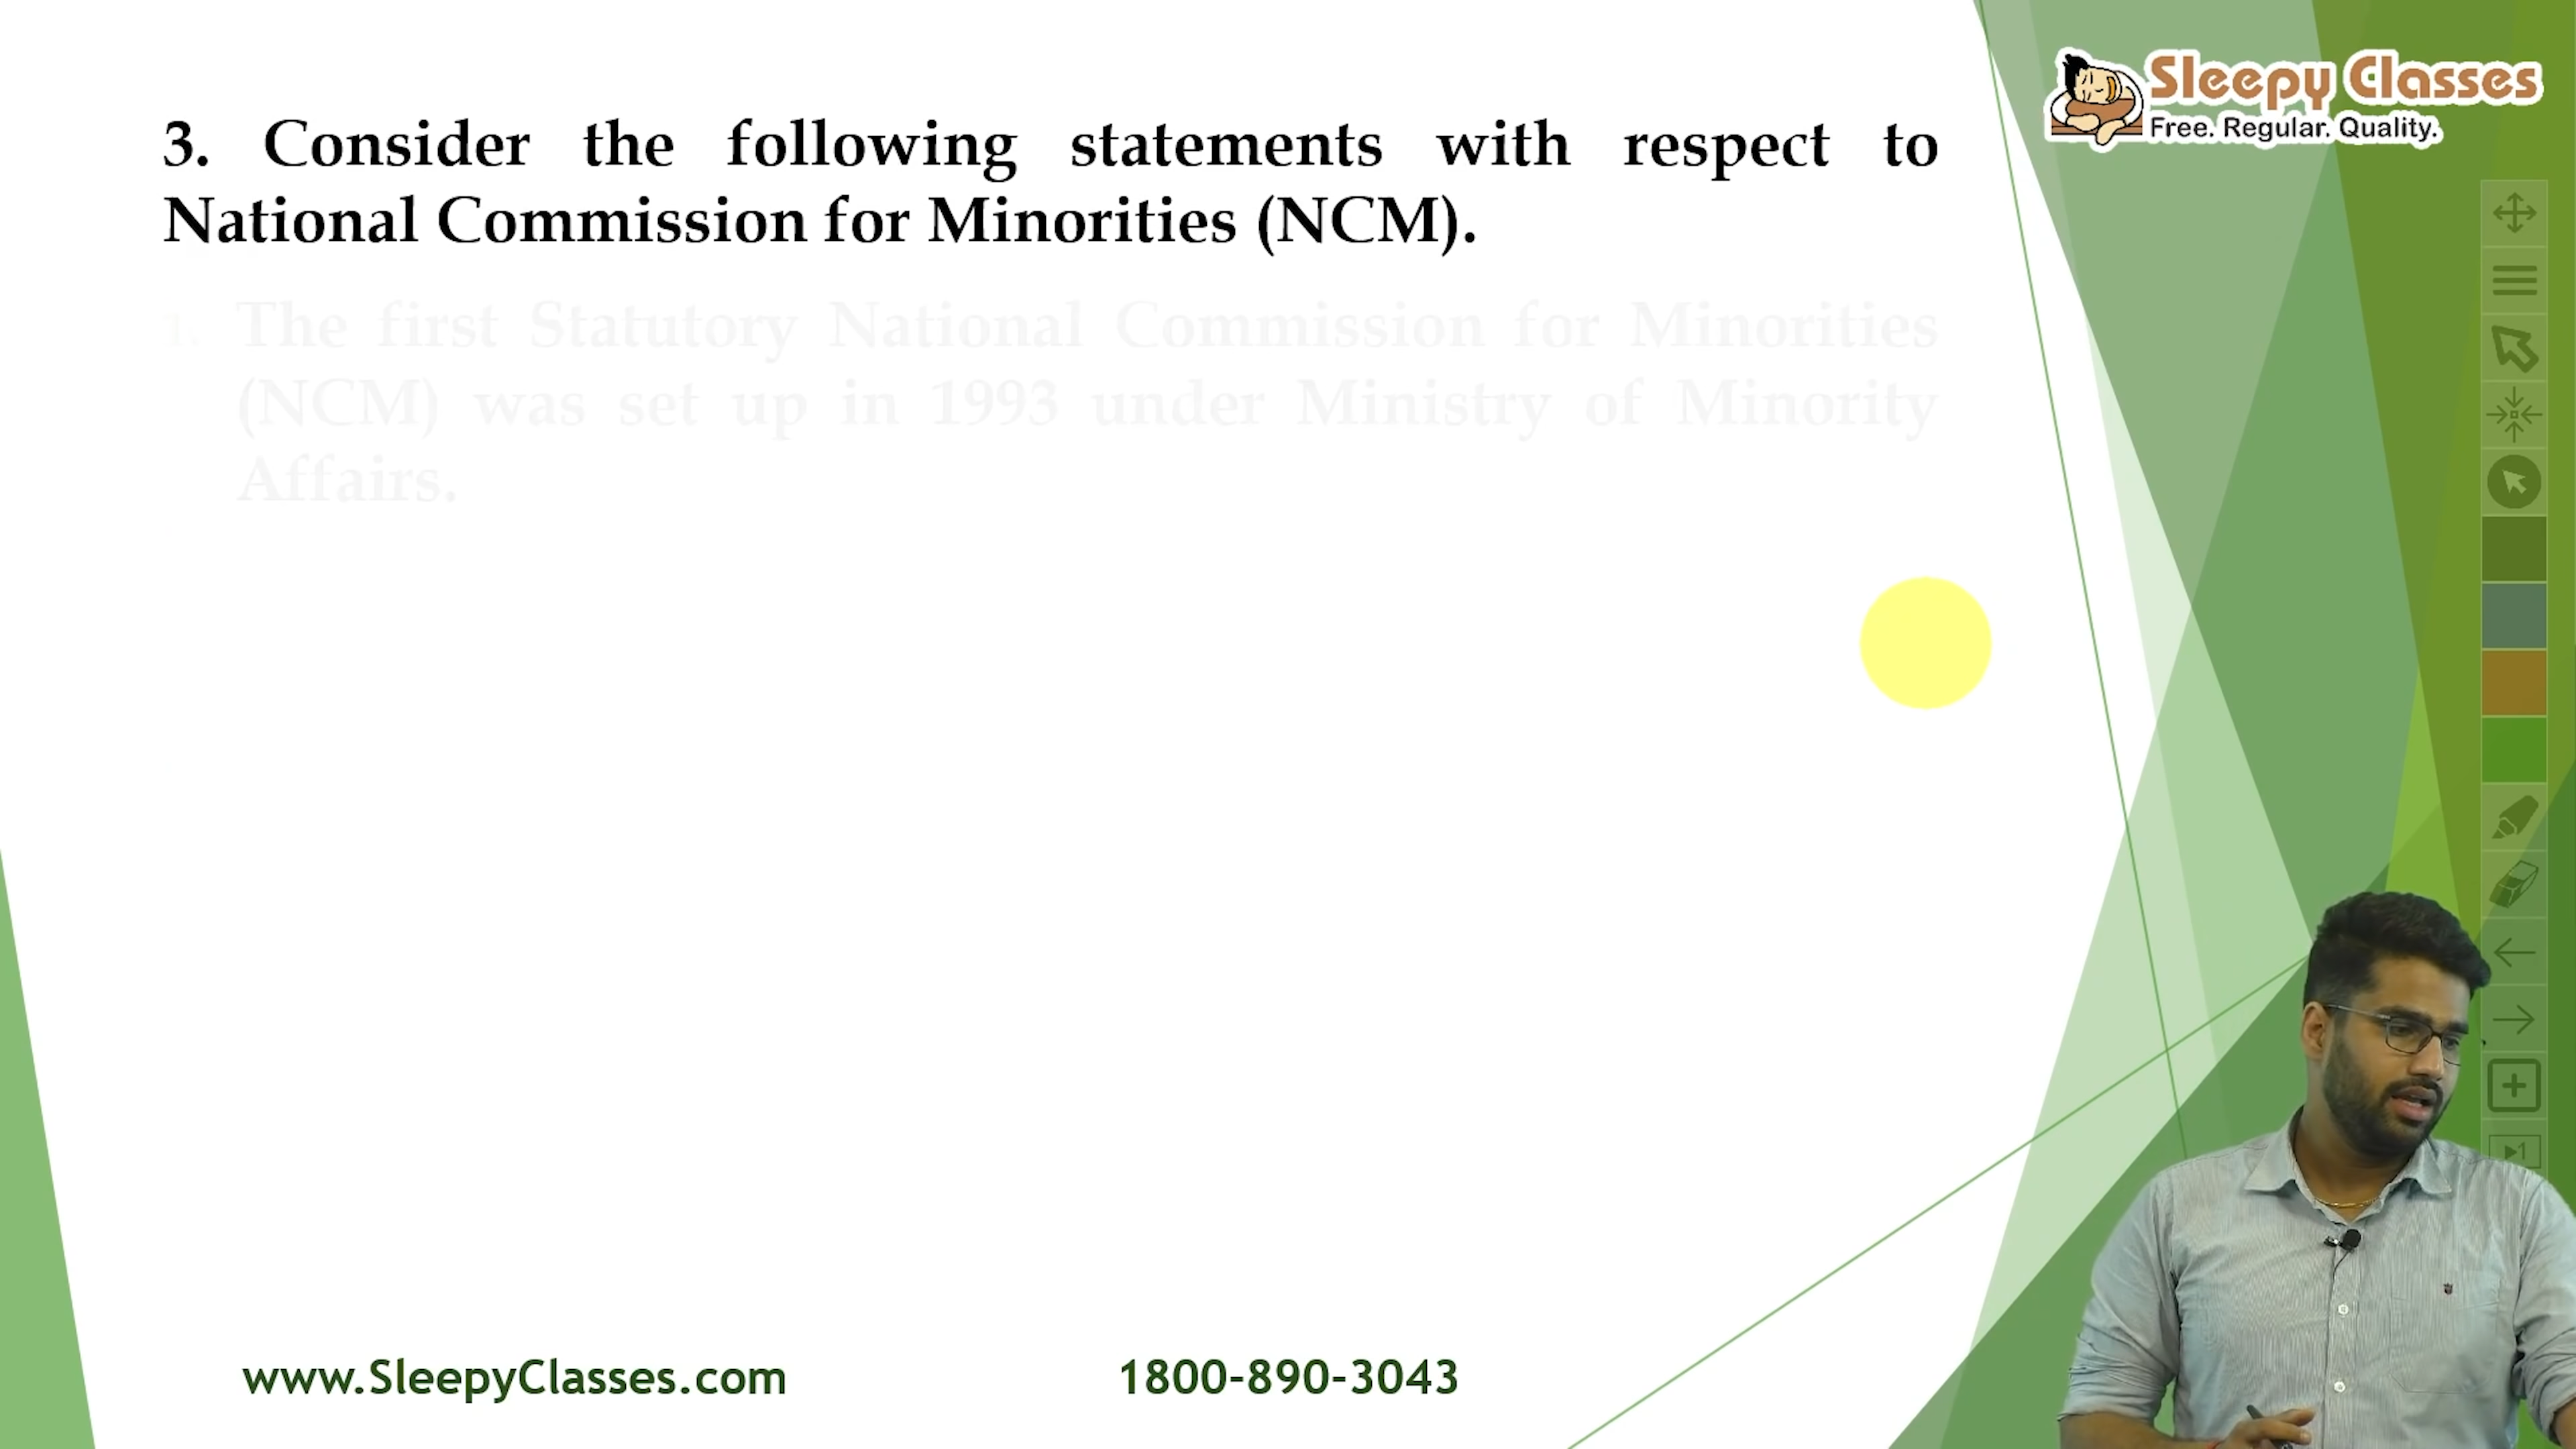 Sleepy Classes
Free. Regular. Quality.
3. Consider the following statements with respect to
National Commission for Minorities (NCM).
1. The first Statutory National Commission for Minorities
(NCM) was set up in 1993 under Ministry of Minority
Affairs.
1
www.SleepyClasses.com
1800-890-3043